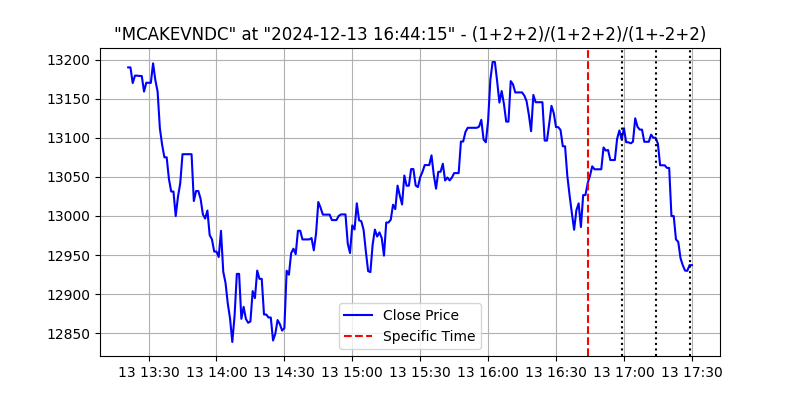 "MCAKEVNDC" at "2024-12-13 16:44:15" - (1+2+2)/(1+2+2)/(1+-2+2)
13200
13150
13100
13050
13000
12950
12900
12850
Close Price
Specific Time
13 13:30 13 14:00 13 14:30 13 15:00 13 15:30 13 16:00 13 16:30 13 17:00 13 17:30